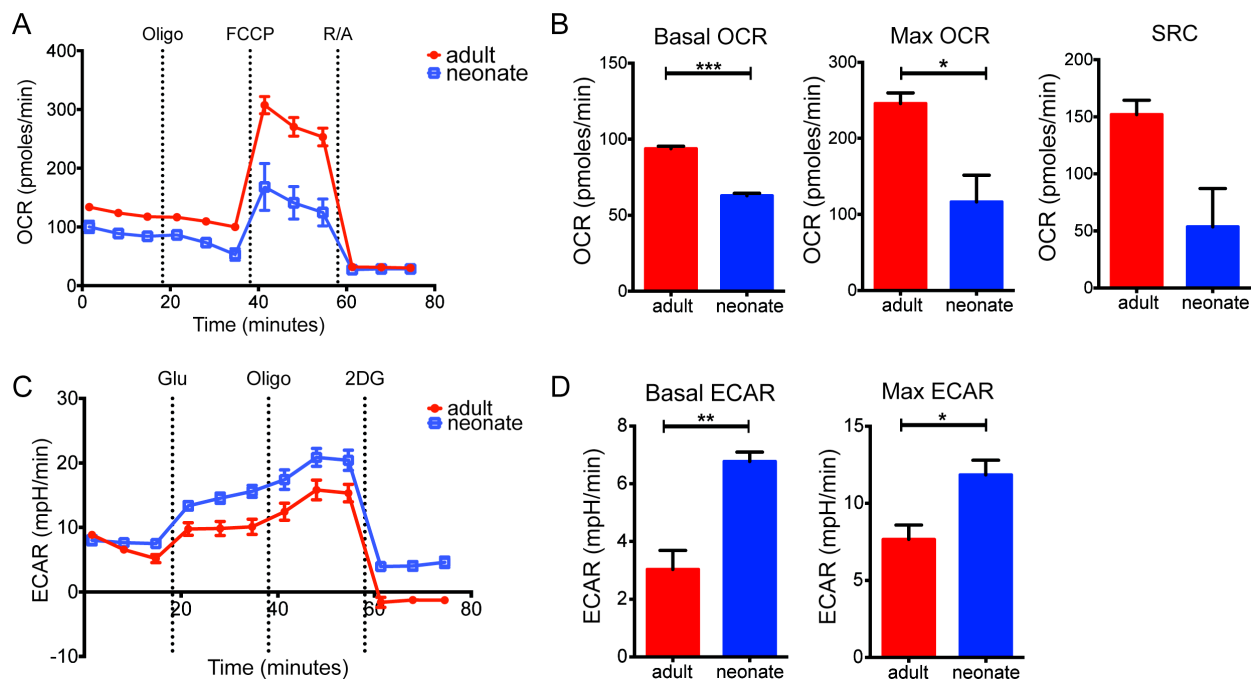 A
Oligo FCCP R/A
adult
neonate
OCR (pmoles/min)
400
300
200
100
0
0 20 40 60 80
Time (minutes)
B
Basal OCR
***
OCR (pmoles/min)
150
100
50
0
adult neonate
Max OCR
*
OCR (pmoles/min)
300
200
100
0
adult neonate
SRC
OCR (pmoles/min)
200
150
100
50
0
adult neonate
C
Glu Oligo 2DG
adult
neonate
ECAR (mpH/min)
30
20
10
0
-10
20 40 60 80
Time (minutes)
D
Basal ECAR
**
ECAR (mpH/min)
8
6
4
2
0
adult neonate
Max ECAR
*
ECAR (mpH/min)
15
10
5
0
adult neonate